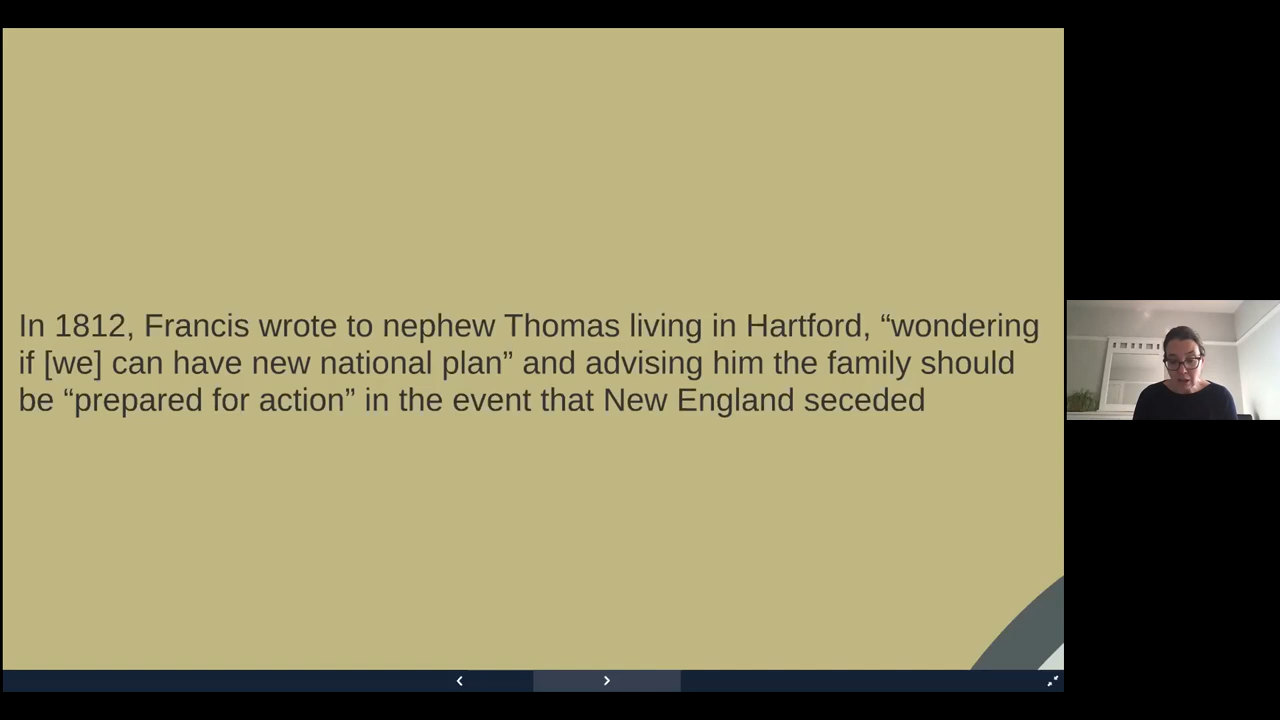 In 1812, Francis wrote to nephew Thomas living in Hartford, “wondering
if [we] can have new national plan” and advising him the family should
be “prepared for action” in the event that New England seceded